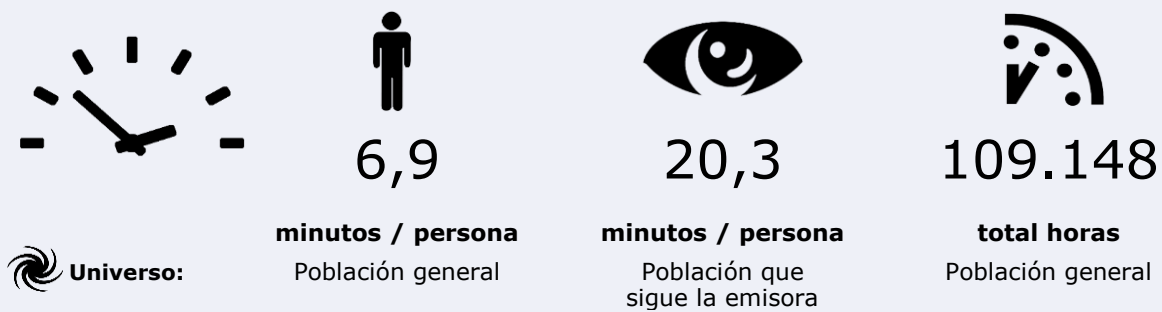 6,9
20,3
109.148
minutos / persona
minutos / persona
total horas
Universo:
Población general
Población que
sigue la emisora
Población general